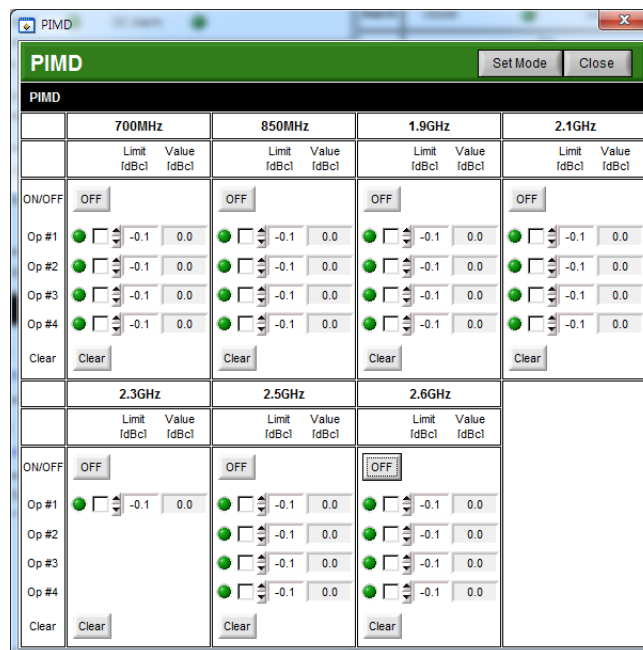 PIMD
PIMD Set Mode Close
PIMD
700MHz 850MHz 1.9GHz 2.1GHz
Limit Value Limit Value Limit Value Limit Value
[dBc] [dBc] [dBc] [dBc] [dBc] [dBc] [dBc] [dBc]
ON/OFF OFF OFF OFF OFF
Op #1 -0.1 0.0 -0.1 0.0 -0.1 0.0 -0.1 0.0
Op #2 -0.1 0.0 -0.1 0.0 -0.1 0.0 -0.1 0.0
Op #3 -0.1 0.0 -0.1 0.0 -0.1 0.0 -0.1 0.0
Op #4 -0.1 0.0 -0.1 0.0 -0.1 0.0 -0.1 0.0
Clear Clear Clear Clear Clear
2.3GHz 2.5GHz 2.6GHz
Limit Value Limit Value Limit Value
[dBc] [dBc] [dBc] [dBc] [dBc] [dBc]
ON/OFF OFF OFF OFF
Op #1 -0.1 0.0 -0.1 0.0 -0.1 0.0
Op #2 -0.1 0.0 -0.1 0.0
Op #3 -0.1 0.0 -0.1 0.0
Op #4 -0.1 0.0 -0.1 0.0
Clear Clear Clear Clear